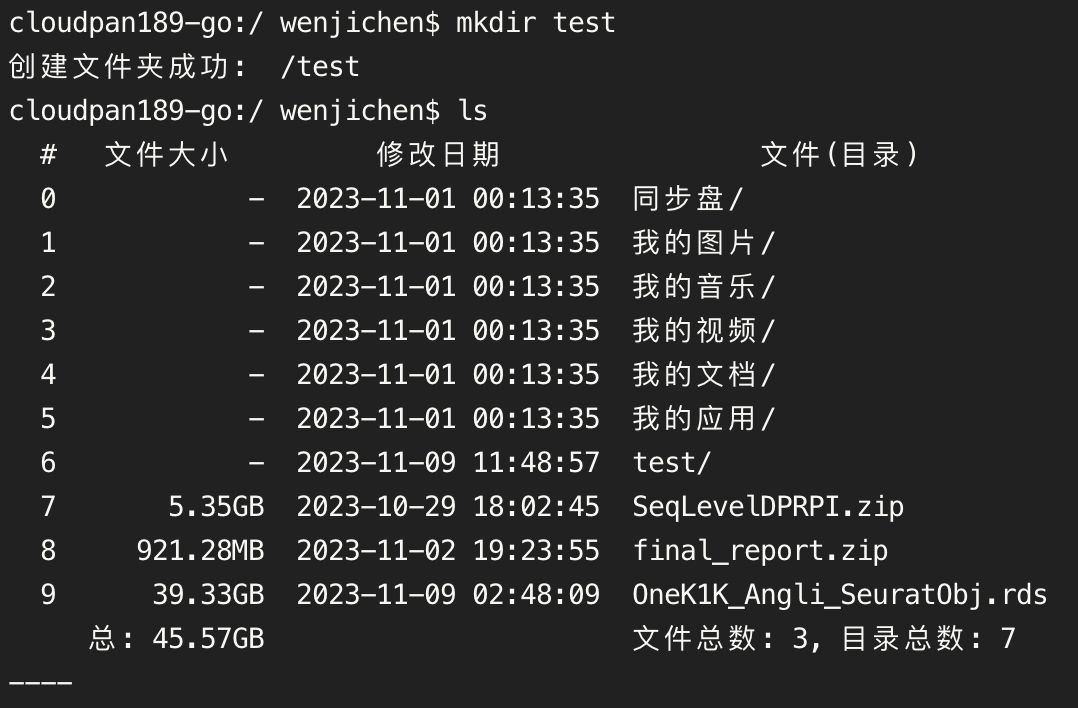 cloudpan189-go:/ wenjichen$ mkdir test
创建文件夹成功: /test
cloudpan189-go:/ wenjichen$ ls
# 文件大小 修改日期 文件(目录)
0 - 2023-11-01 00:13:35 同步盘/
1 - 2023-11-01 00:13:35 我的图片/
2 - 2023-11-01 00:13:35 我的音乐/
3 - 2023-11-01 00:13:35 我的视频/
4 - 2023-11-01 00:13:35 我的文档/
5 - 2023-11-01 00:13:35 我的应用/
6 - 2023-11-09 11:48:57 test/
7 5.35GB 2023-10-29 18:02:45 SeqLevelDPRPI.zip
8 921.28MB 2023-11-02 19:23:55 final_report.zip
9 39.33GB 2023-11-09 02:48:09 OneK1K_Angli_SeuratObj.rds
总: 45.57GB 文件总数: 3, 目录总数: 7
----